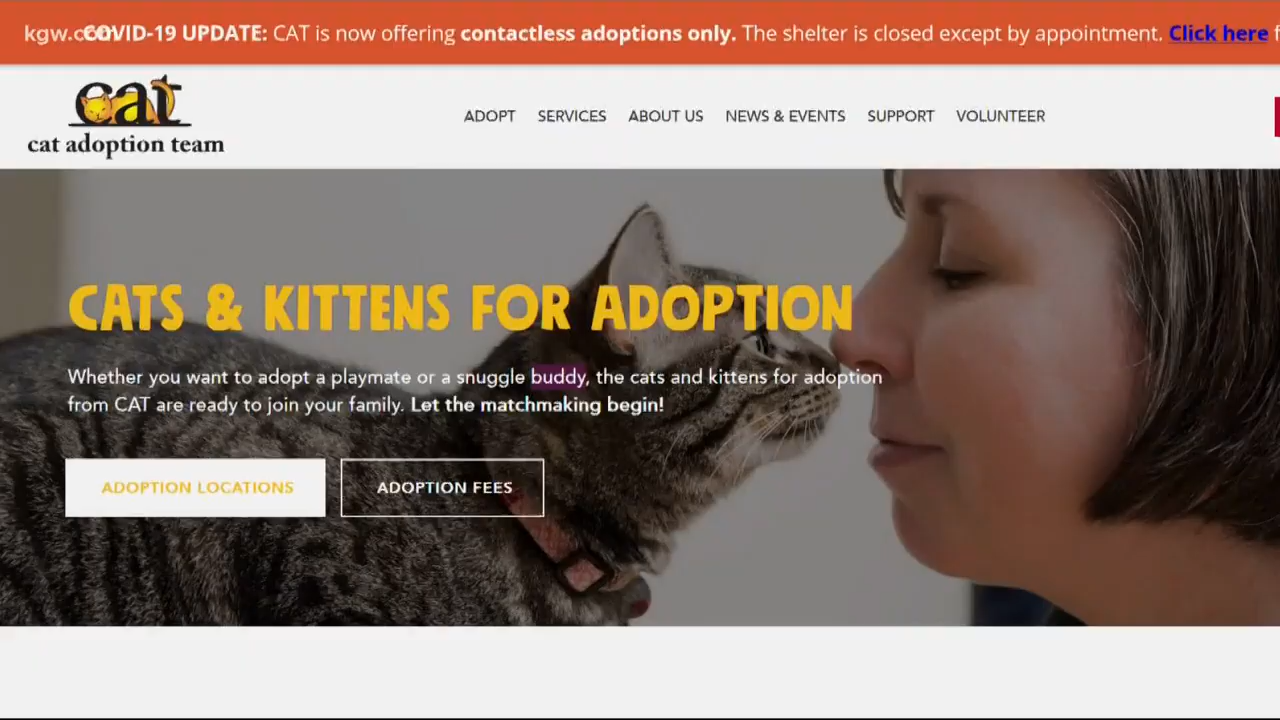 kgw.com
COVID-19 UPDATE: CAT is now offering contactless adoptions only. The shelter is closed except by appointment. Click here f
cat
cat adoption team
ADOPT SERVICES ABOUT US NEWS & EVENTS SUPPORT VOLUNTEER
CATS & KITTENS FOR ADOPTION
Whether you want to adopt a playmate or a snuggle buddy, the cats and kittens for adoption
from CAT are ready to join your family. Let the matchmaking begin!
ADOPTION LOCATIONS ADOPTION FEES